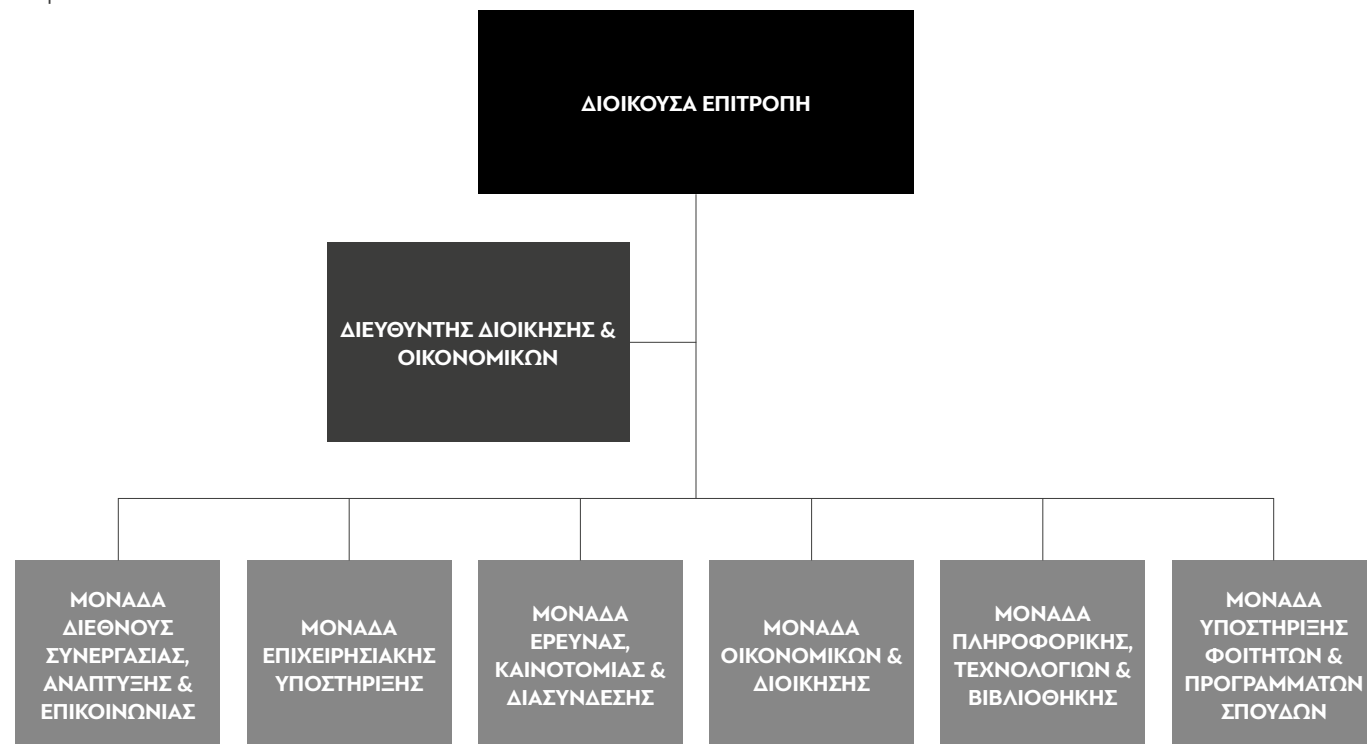 ΔΙΟΙΚΟΥΣΑ ΕΠΙΤΡΟΠΗ
ΔΙΕΥΘΥΝΤΗΣ ΔΙΟΙΚΗΣΗΣ &
ΟΙΚΟΝΟΜΙΚΩΝ
ΜΟΝΑΔΑ
ΔΙΕΘΝΟΥΣ
ΣΥΝΕΡΓΑΣΙΑΣ,
ΑΝΑΠΤΥΞΗΣ &
ΕΠΙΚΟΙΝΩΝΙΑΣ
ΜΟΝΑΔΑ
ΕΠΙΧΕΙΡΗΣΙΑΚΗΣ
ΥΠΟΣΤΗΡΙΞΗΣ
ΜΟΝΑΔΑ
ΕΡΕΥΝΑΣ,
ΚΑΙΝΟΤΟΜΙΑΣ &
ΔΙΑΣΥΝΔΕΣΗΣ
ΜΟΝΑΔΑ
ΟΙΚΟΝΟΜΙΚΩΝ &
ΔΙΟΙΚΗΣΗΣ
ΜΟΝΑΔΑ
ΠΛΗΡΟΦΟΡΙΚΗΣ,
ΤΕΧΝΟΛΟΓΙΩΝ &
ΒΙΒΛΙΟΘΗΚΗΣ
ΜΟΝΑΔΑ
ΥΠΟΣΤΗΡΙΞΗΣ
ΦΟΙΤΗΤΩΝ &
ΠΡΟΓΡΑΜΜΑΤΩΝ
ΣΠΟΥΔΩΝ